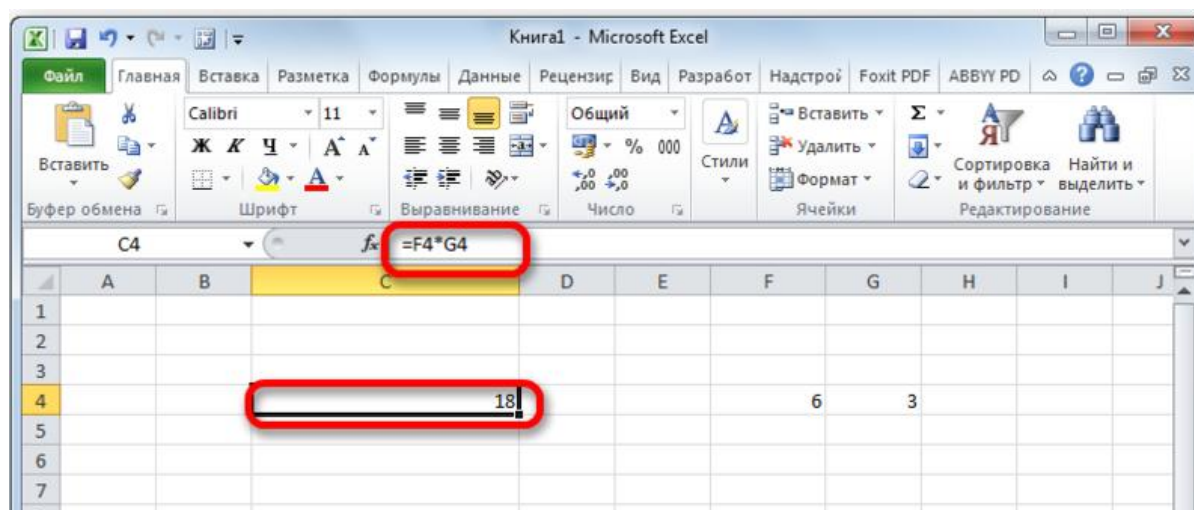 Книга1 - Microsoft Excel
Файл Главная Вставка Разметка Формулы Данные Рецензир Вид Разработ Надстрой Foxit PDF ABBYY PD
Calibri 11 Общий Вставить Σ
Ж К Ч А А % 000 Удалить
Вставить Стили Формат Сортировка и фильтр Найти и выделить
Буфер обмена Шрифт Выравнивание Число Ячейки Редактирование
C4 fx =F4*G4
A B C D E F G H I J
1
2
3
4 18 6 3
5
6
7